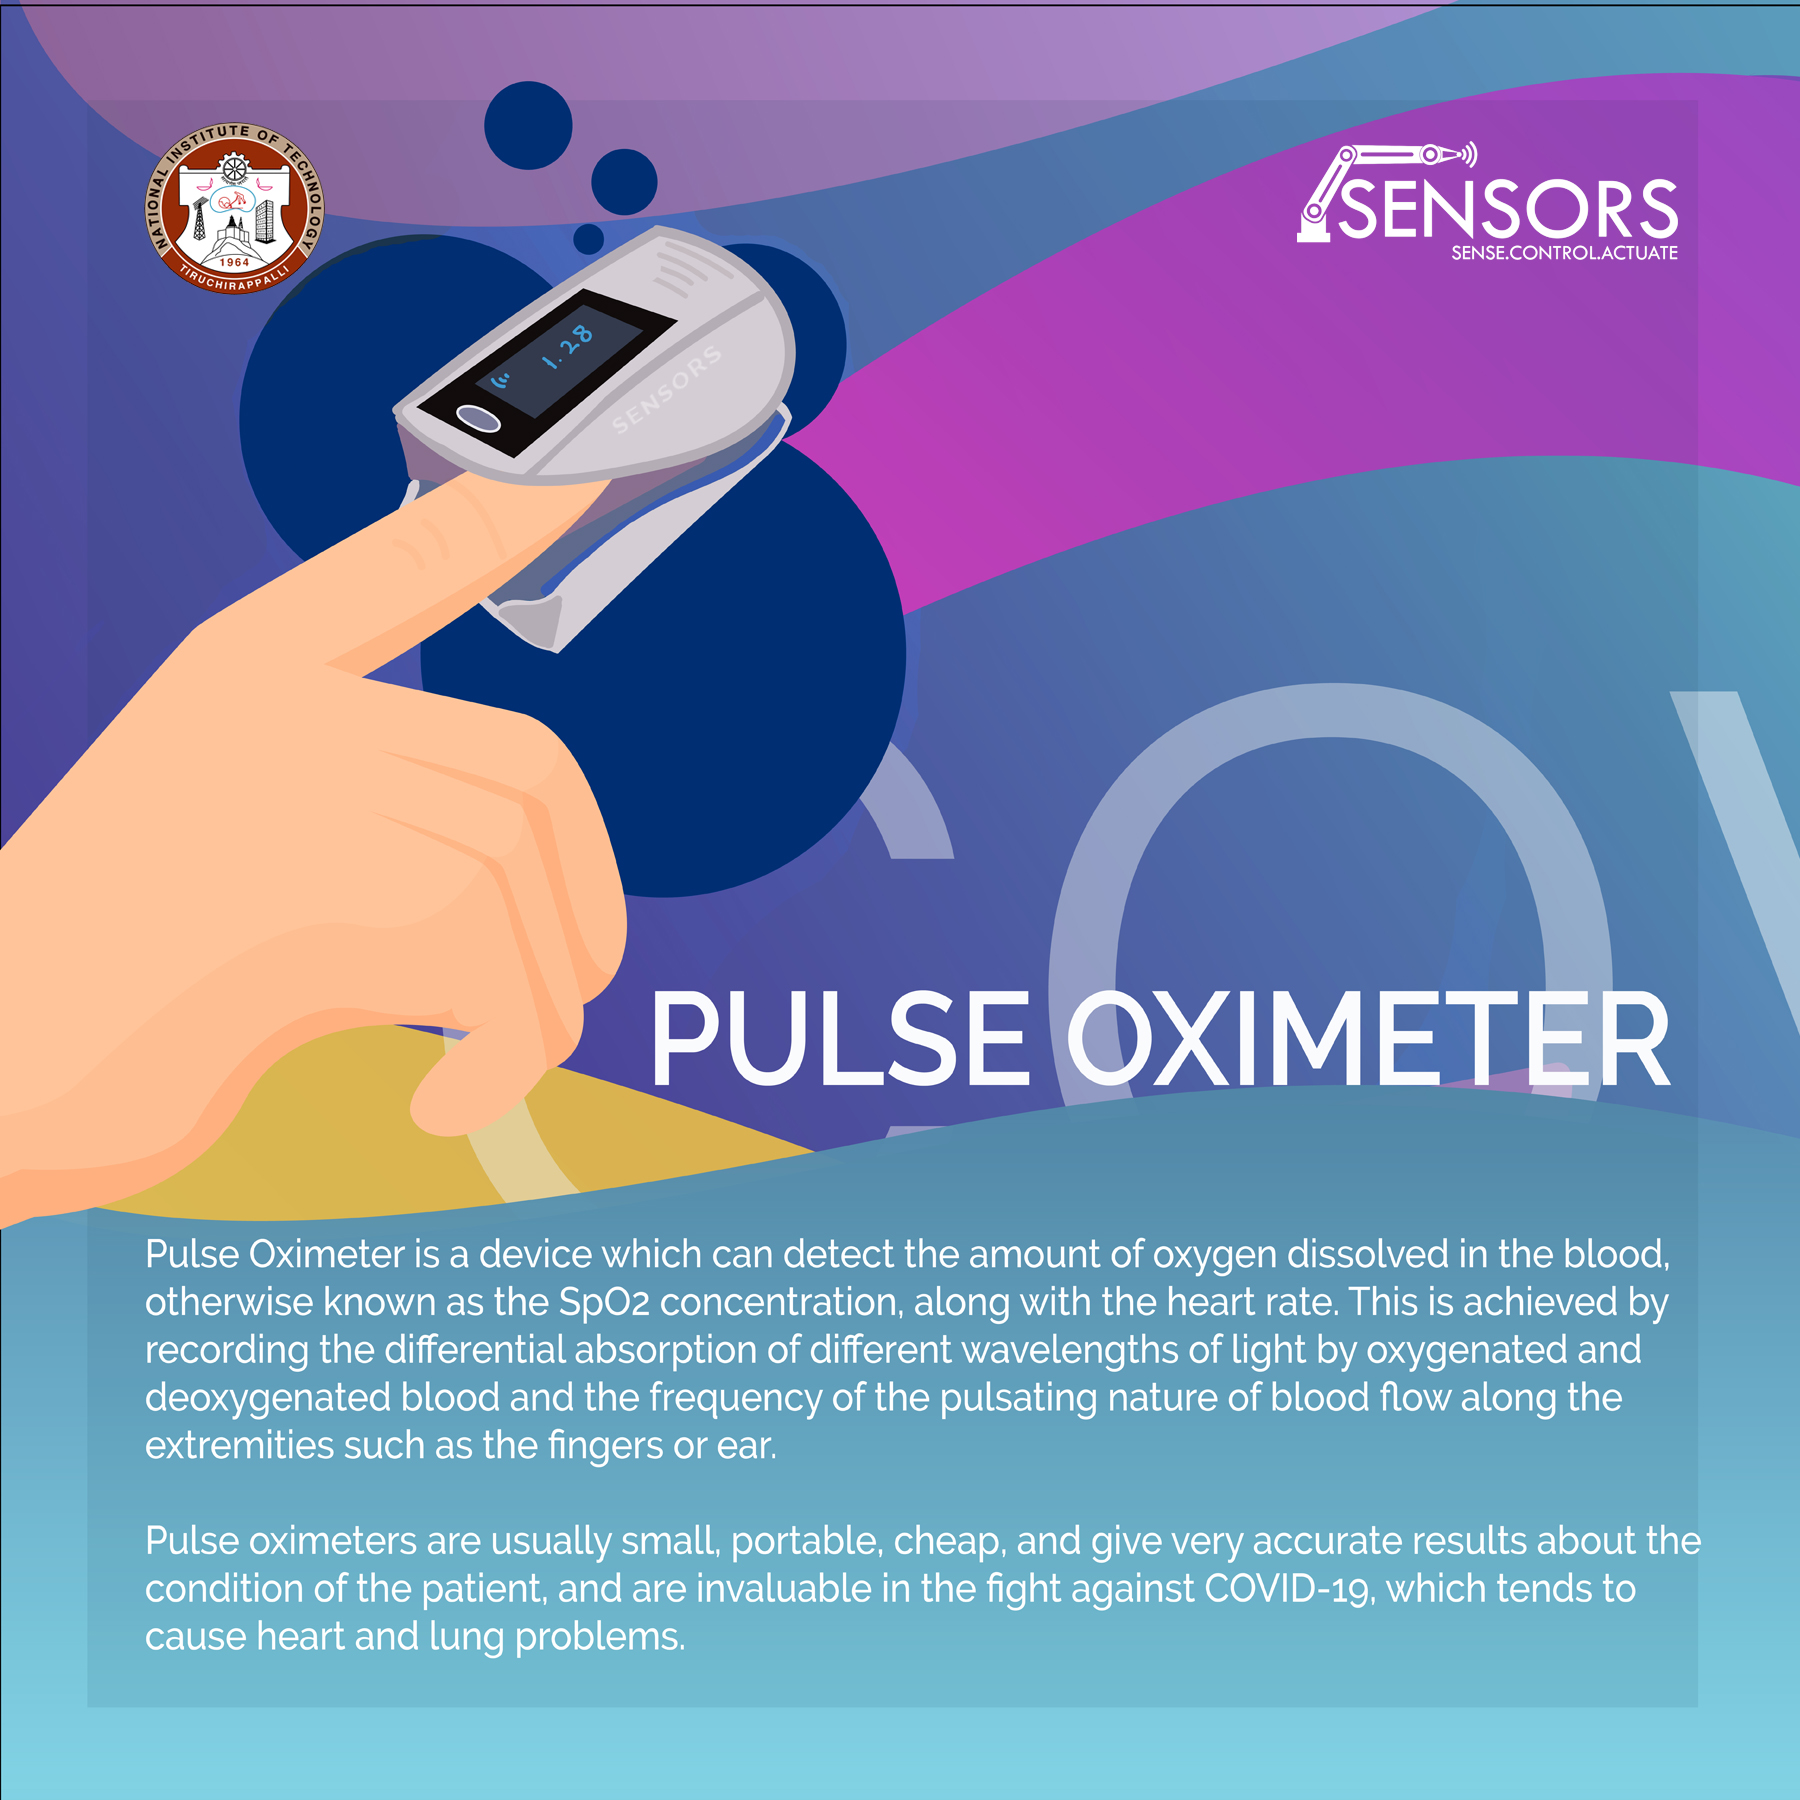 NATIONAL INSTITUTE OF TECHNOLOGY
1964
TIRUCHIRAPPALLI
SENSORS
SENSE.CONTROL.ACTUATE
1.28
SENSORS
COV
PULSE OXIMETER
Pulse Oximeter is a device which can detect the amount of oxygen dissolved in the blood,
otherwise known as the SpO2 concentration, along with the heart rate. This is achieved by
recording the differential absorption of different wavelengths of light by oxygenated and
deoxygenated blood and the frequency of the pulsating nature of blood flow along the
extremities such as the fingers or ear.
Pulse oximeters are usually small, portable, cheap, and give very accurate results about the
condition of the patient, and are invaluable in the fight against COVID-19, which tends to
cause heart and lung problems.